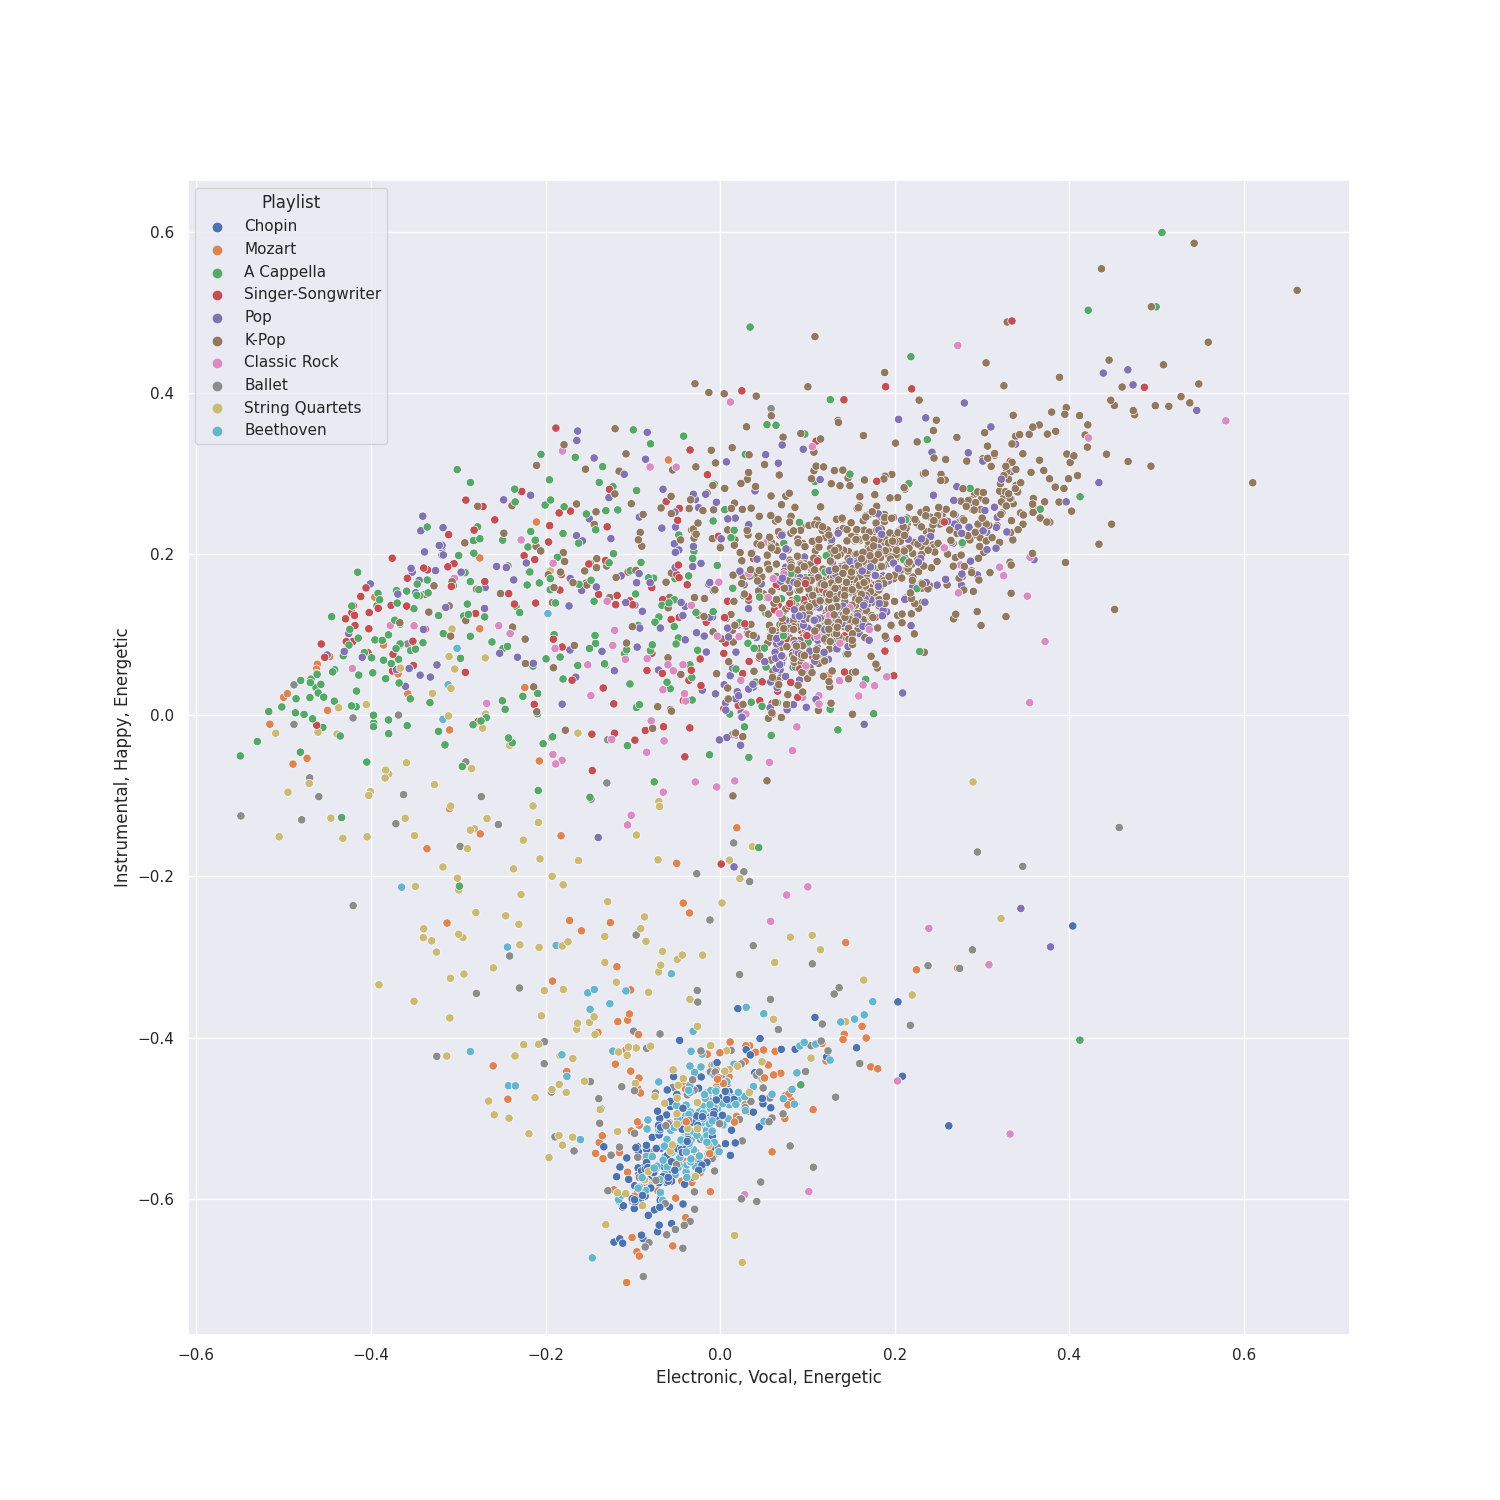 Playlist
Chopin
Mozart
A Cappella
Singer-Songwriter
Pop
K-Pop
Classic Rock
Ballet
String Quartets
Beethoven
0.6
0.4
0.2
0.0
−0.2
−0.4
−0.6
Instrumental, Happy, Energetic
−0.6 −0.4 −0.2 0.0 0.2 0.4 0.6
Electronic, Vocal, Energetic